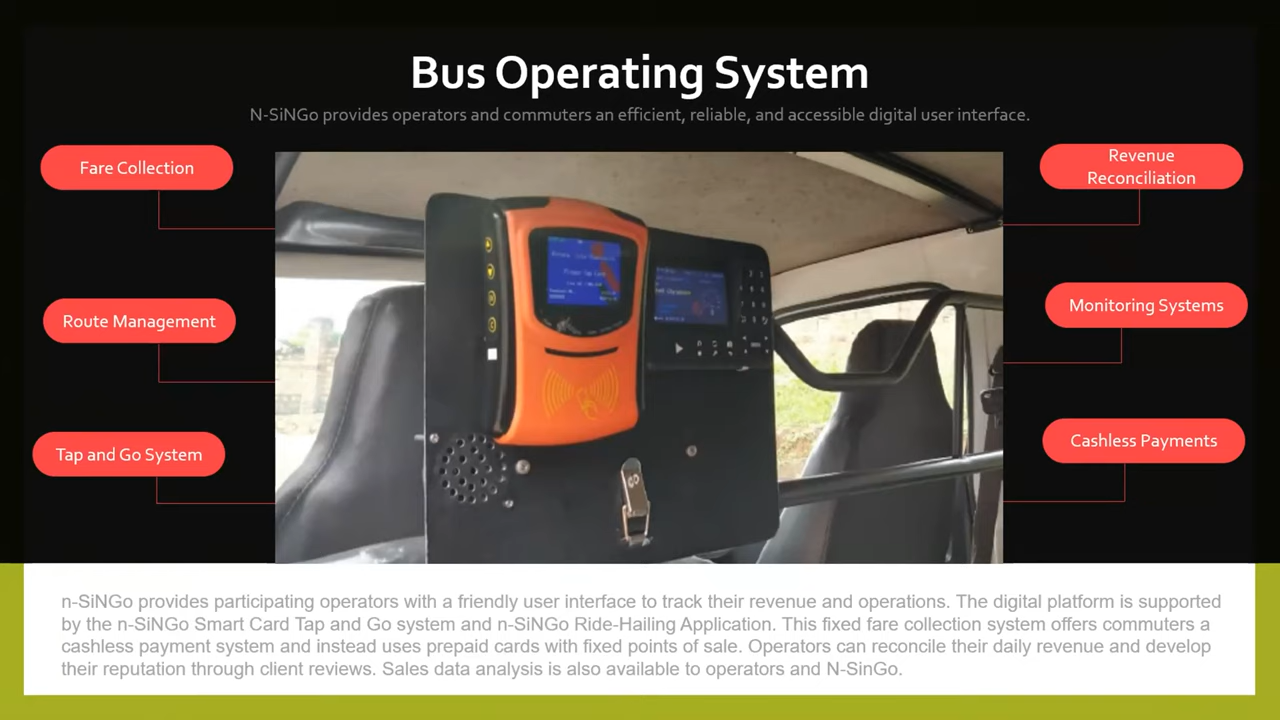 Bus Operating System
N-SiNGo provides operators and commuters an efficient, reliable, and accessible digital user interface.
Fare Collection
Revenue
Reconciliation
Route Management
Monitoring Systems
Tap and Go System
Cashless Payments
n-SiNGo provides participating operators with a friendly user interface to track their revenue and operations. The digital platform is supported
by the n-SiNGo Smart Card Tap and Go system and n-SiNGo Ride-Hailing Application. This fixed fare collection system offers commuters a
cashless payment system and instead uses prepaid cards with fixed points of sale. Operators can reconcile their daily revenue and develop
their reputation through client reviews. Sales data analysis is also available to operators and N-SinGo.